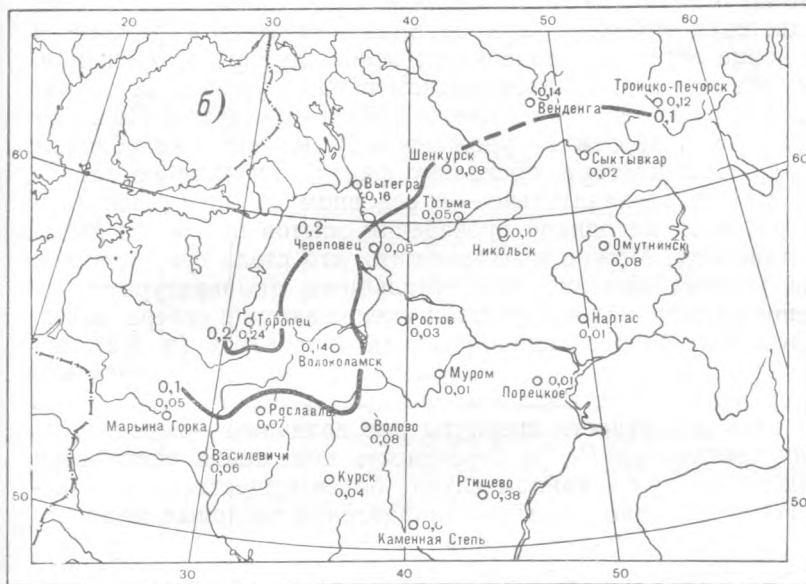 20 30 40 50 60
б)
0,14
Венденга
Троицко-Печорск
0,12
0,1
60
60
Шенкурск
0,08
Сыктывкар
0,02
Вытегра
0,16
Тотьма
0,05
0,2
Череповец
0,08
0,10
Никольск
Омутнинск
0,08
0,2
Торопец
0,24
Ростов
0,03
Нартас
0,01
0,14
Волоколамск
Муром
0,01
0,01
Порецкое
0,1
0,05
Марьина Горка
Рославль
0,07
Волово
0,08
Василевичи
0,06
Курск
0,04
Ртищево
0,38
50
50
Каменная Степь
30 40 50